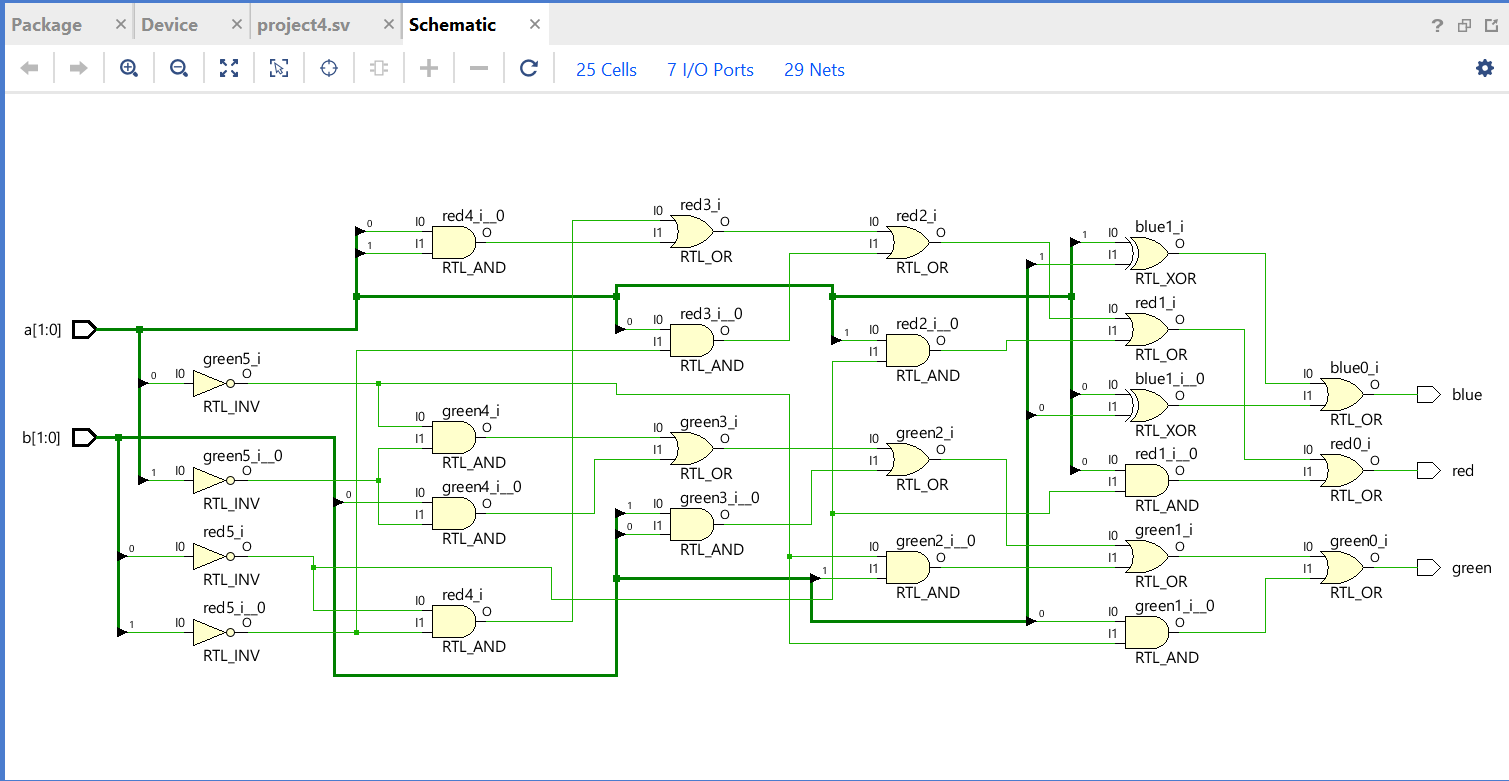 Package × Device × project4.sv × Schematic ×
25 Cells 7 I/O Ports 29 Nets
red3_i
red4_i__0 I0 O red2_i
0 I0 O I1 I0 O blue1_i
1 I1 RTL_OR I1 1 I0 O
RTL_AND RTL_OR 1 I1
RTL_XOR
red3_i__0 red1_i
0 I0 O red2_i__0 I0 O
a[1:0] I1 1 I0 O I1
green5_i RTL_AND I1 RTL_OR
0 I0 O RTL_AND blue1_i__0 blue0_i
RTL_INV 0 I0 O I0 O
green4_i 0 I1 I1 blue
I0 O green3_i RTL_XOR RTL_OR
b[1:0] I1 I0 O green2_i red1_i__0 red0_i
green5_i__0 RTL_AND I1 I0 O 0 I0 O I0 O
1 I0 O RTL_OR I1 I1 I1 red
RTL_INV green4_i__0 green3_i__0 RTL_OR RTL_AND RTL_OR
0 I0 O 1 I0 O
I1 0 I1
red5_i RTL_AND RTL_AND green2_i__0 green1_i green0_i
0 I0 O I0 O I0 O I0 O
RTL_INV 1 I1 I1 I1 green
red4_i RTL_AND RTL_OR RTL_OR
red5_i__0 I0 O green1_i__0
1 I0 O I1 0 I0 O
RTL_INV RTL_AND I1
RTL_AND